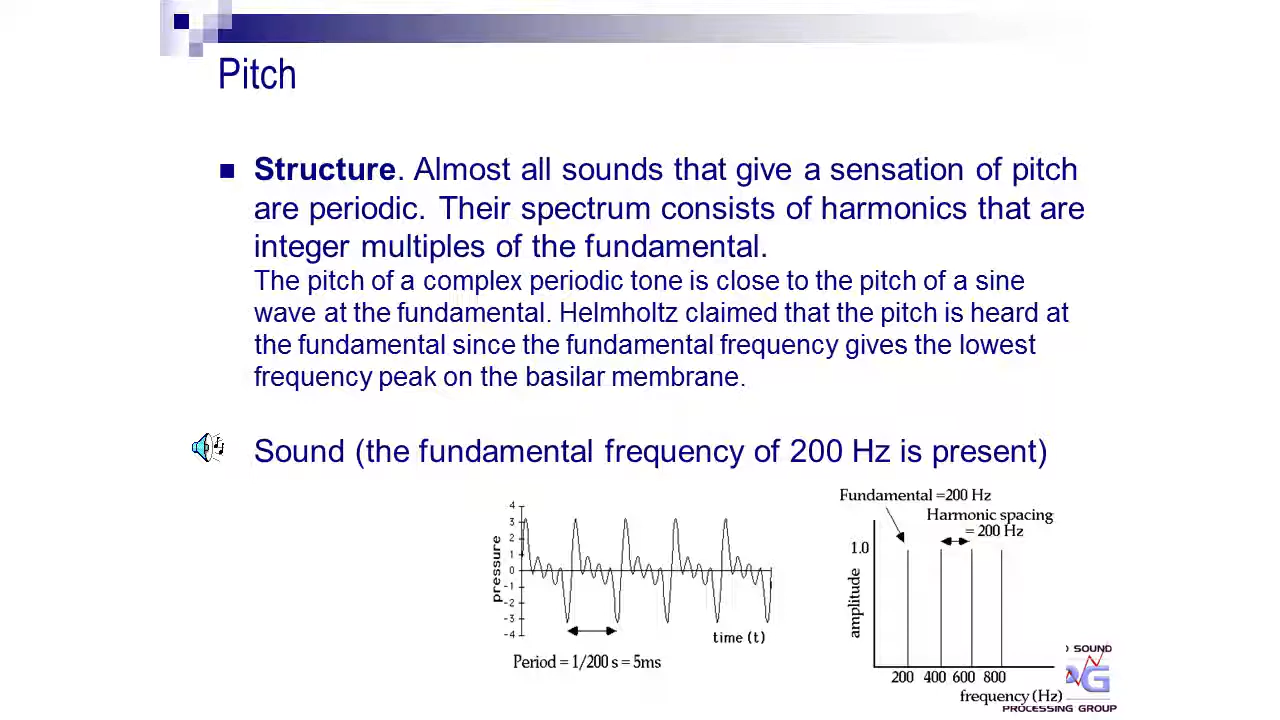 Pitch
Structure. Almost all sounds that give a sensation of pitch
are periodic. Their spectrum consists of harmonics that are
integer multiples of the fundamental.
The pitch of a complex periodic tone is close to the pitch of a sine
wave at the fundamental. Helmholtz claimed that the pitch is heard at
the fundamental since the fundamental frequency gives the lowest
frequency peak on the basilar membrane.
Sound (the fundamental frequency of 200 Hz is present)
4
3
2
1
0
-1
-2
-3
-4
pressure
time (t)
Period = 1/200 s = 5ms
Fundamental =200 Hz
Harmonic spacing
= 200 Hz
1.0
amplitude
200 400 600 800
frequency (Hz)
SOUND
PROCESSING GROUP